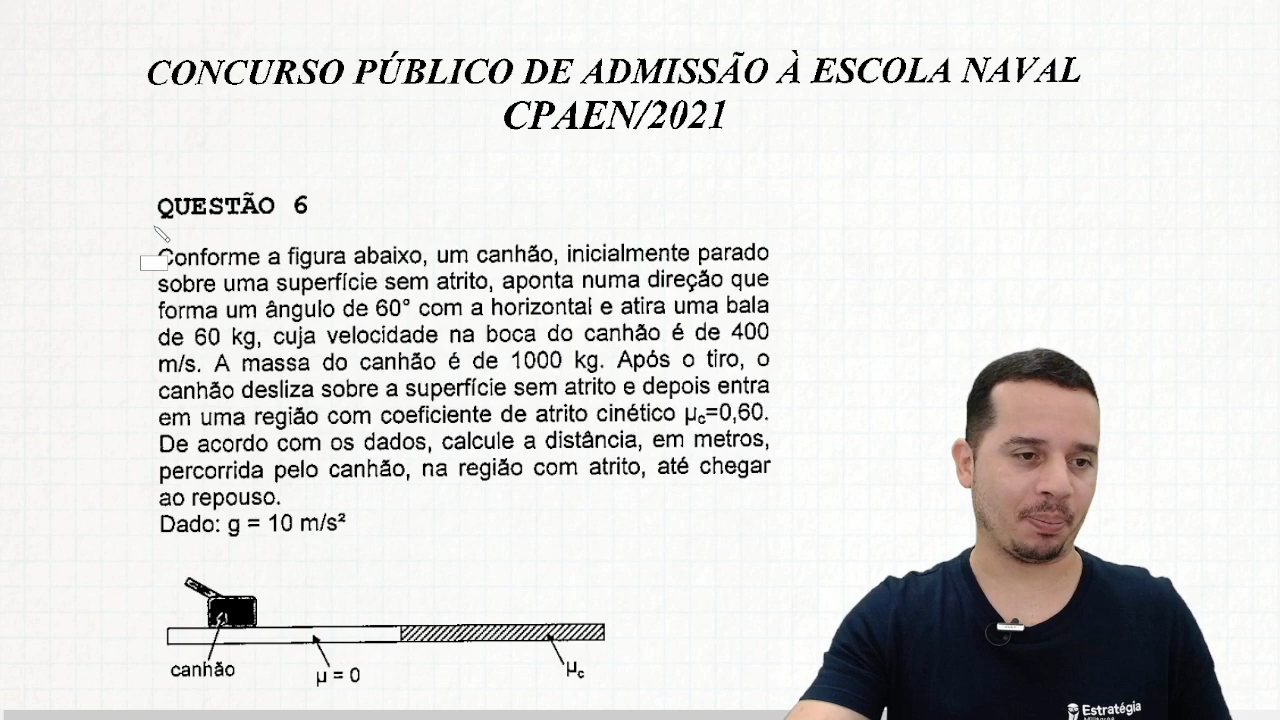 CONCURSO PÚBLICO DE ADMISSÃO À ESCOLA NAVAL
CPAEN/2021
QUESTÃO 6
Conforme a figura abaixo, um canhão, inicialmente parado
sobre uma superfície sem atrito, aponta numa direção que
forma um ângulo de 60° com a horizontal e atira uma bala
de 60 kg, cuja velocidade na boca do canhão é de 400
m/s. A massa do canhão é de 1000 kg. Após o tiro, o
canhão desliza sobre a superfície sem atrito e depois entra
em uma região com coeficiente de atrito cinético μc=0,60.
De acordo com os dados, calcule a distância, em metros,
percorrida pelo canhão, na região com atrito, até chegar
ao repouso.
Dado: g = 10 m/s²
canhão
μ = 0
μc
Estratégia